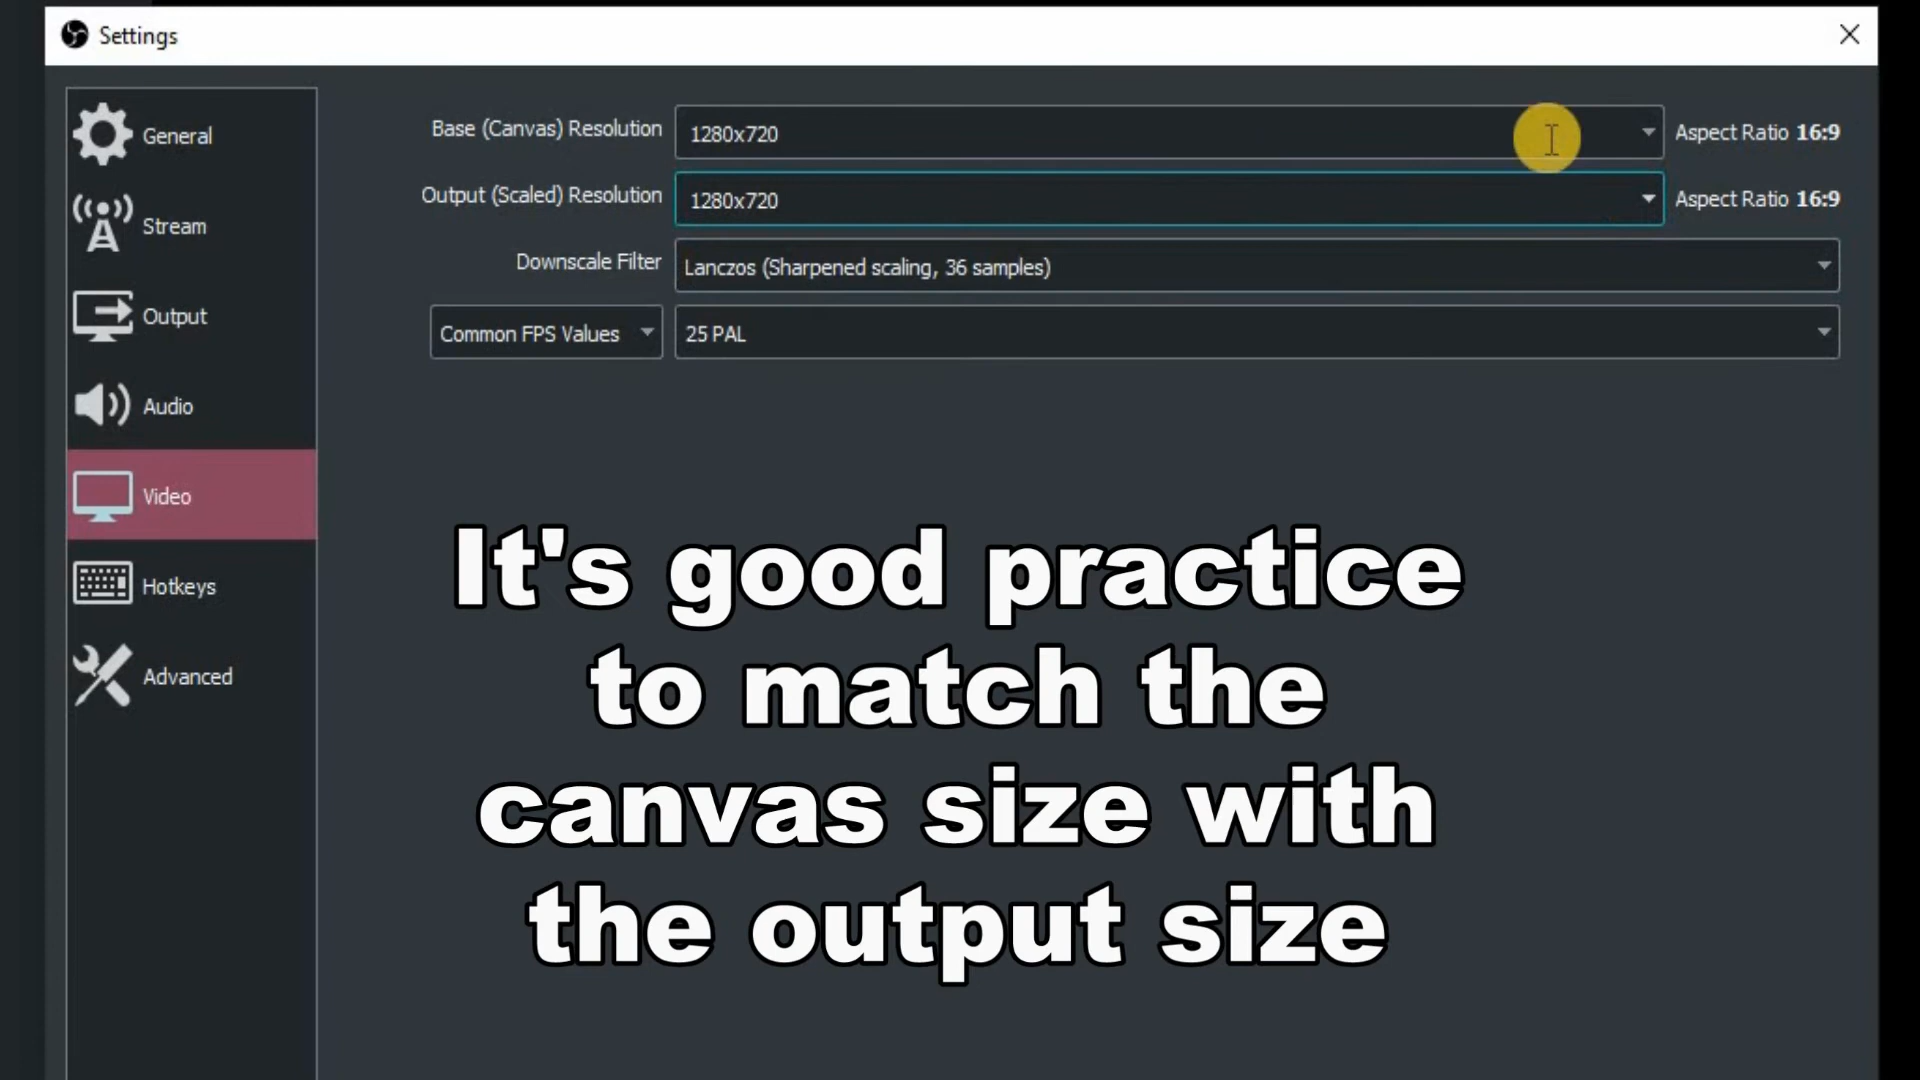 Settings
General
Stream
Output
Audio
Video
Hotkeys
Advanced
Base (Canvas) Resolution 1280x720 Aspect Ratio 16:9
Output (Scaled) Resolution 1280x720 Aspect Ratio 16:9
Downscale Filter Lanczos (Sharpened scaling, 36 samples)
Common FPS Values 25 PAL
It's good practice
to match the
canvas size with
the output size